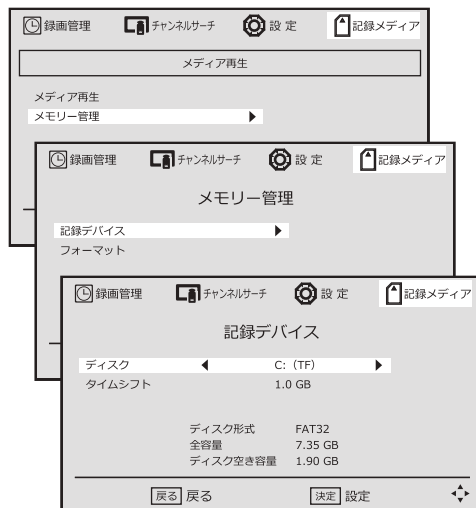 録画管理 チャンネルサーチ 設 定 記録メディア
メディア再生
メディア再生
メモリー管理
録画管理 チャンネルサーチ 設 定 記録メディア
メモリー管理
記録デバイス
フォーマット
録画管理 チャンネルサーチ 設 定 記録メディア
記録デバイス
ディスク C:（TF）
タイムシフト 1.0 GB
ディスク形式 FAT32
全容量 7.35 GB
ディスク空き容量 1.90 GB
戻る 戻る 決定 設定